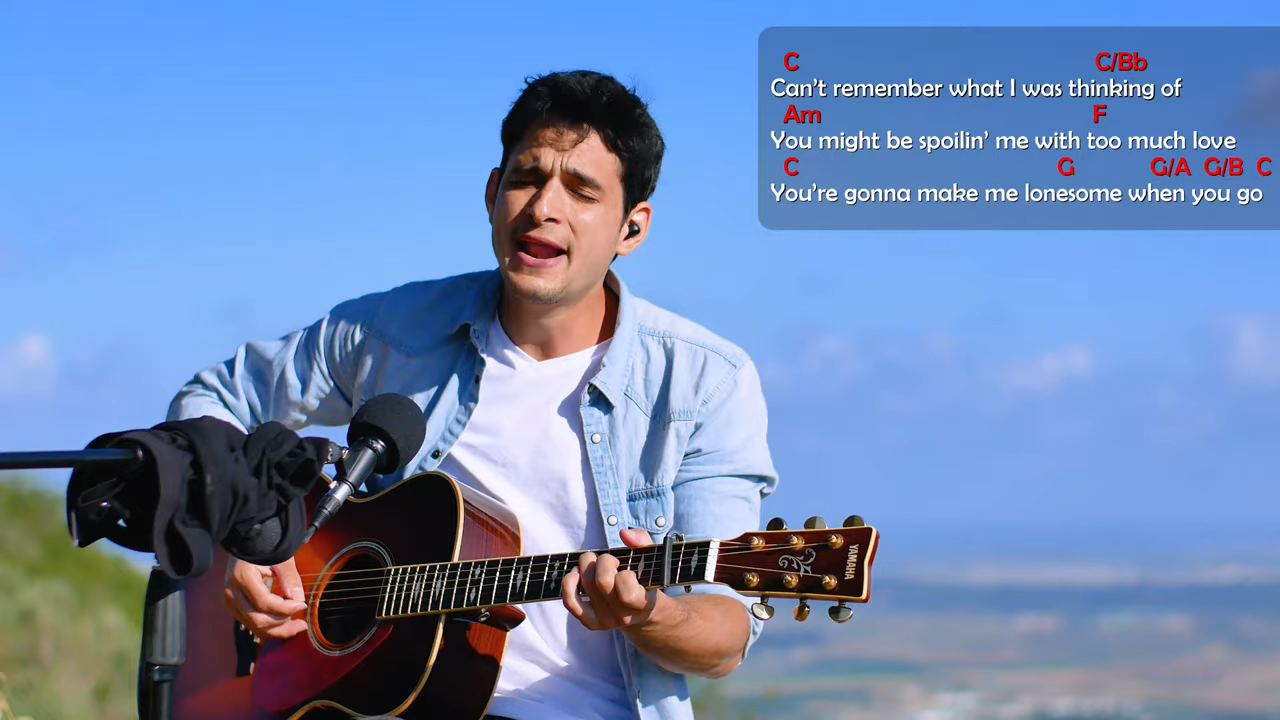 C C/Bb
Can't remember what I was thinking of
Am F
You might be spoilin' me with too much love
C G G/A G/B C
You're gonna make me lonesome when you go
YAMAHA